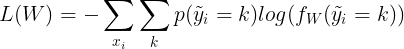 L(W) = -\sum_{x_i}\sum_{k} p(\tilde{y}_i = k)log(f_W(\tilde{y}_i = k))